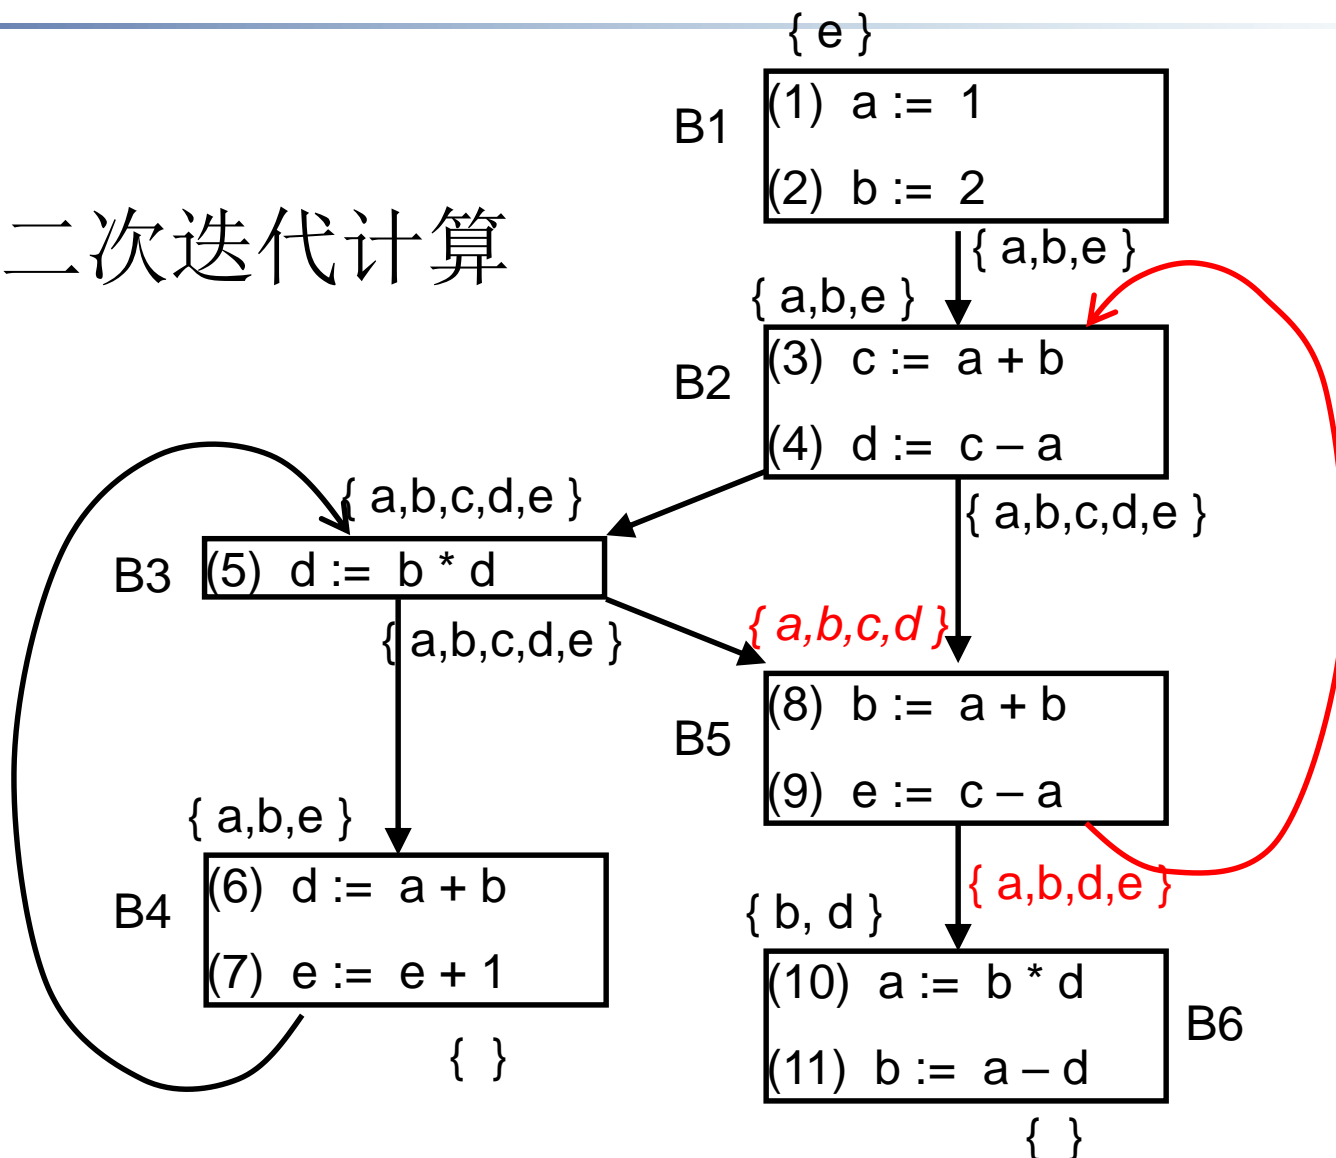 { e }
B1
(1) a := 1
(2) b := 2
二次迭代计算
{ a,b,e }
{ a,b,e }
B2
(3) c := a + b
(4) d := c – a
{ a,b,c,d,e }
{ a,b,c,d,e }
B3
(5) d := b * d
{ a,b,c,d,e }
{ a,b,c,d }
B5
(8) b := a + b
(9) e := c – a
{ a,b,e }
B4
(6) d := a + b
(7) e := e + 1
{ }
{ a,b,d,e }
{ b, d }
(10) a := b * d
(11) b := a – d
B6
{ }